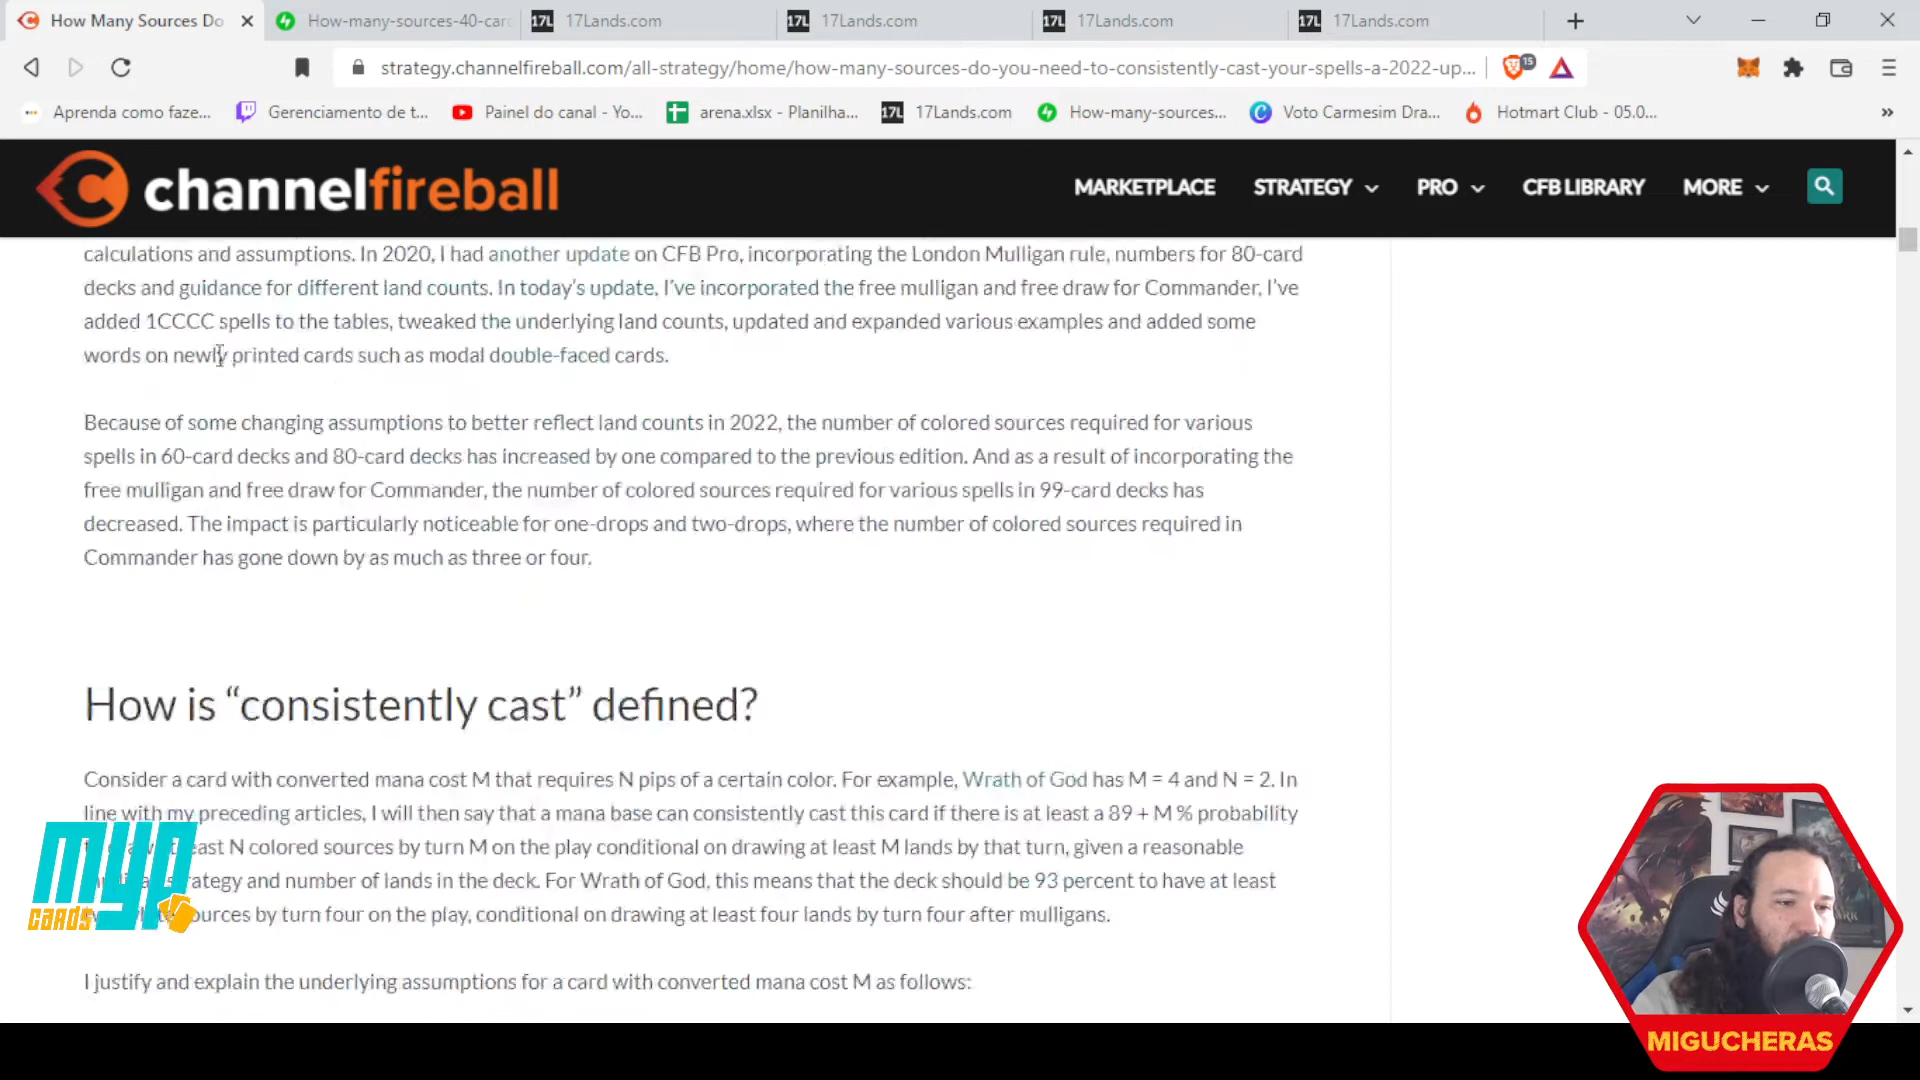 How Many Sources Do
How-many-sources-40-car
17L 17Lands.com
17L 17Lands.com
17L 17Lands.com
17L 17Lands.com
strategy.channelfireball.com/all-strategy/home/how-many-sources-do-you-need-to-consistently-cast-your-spells-a-2022-up...
15
Aprenda como faze...
Gerenciamento de t...
Painel do canal - Yo...
arena.xlsx - Planilha...
17L 17Lands.com
How-many-sources...
Voto Carmesim Dra...
Hotmart Club - 05.0...
»
channelfireball
MARKETPLACE
STRATEGY
PRO
CFB LIBRARY
MORE
calculations and assumptions. In 2020, I had another update on CFB Pro, incorporating the London Mulligan rule, numbers for 80-card
decks and guidance for different land counts. In today's update, I've incorporated the free mulligan and free draw for Commander, I've
added 1CCCC spells to the tables, tweaked the underlying land counts, updated and expanded various examples and added some
words on newly printed cards such as modal double-faced cards.
Because of some changing assumptions to better reflect land counts in 2022, the number of colored sources required for various
spells in 60-card decks and 80-card decks has increased by one compared to the previous edition. And as a result of incorporating the
free mulligan and free draw for Commander, the number of colored sources required for various spells in 99-card decks has
decreased. The impact is particularly noticeable for one-drops and two-drops, where the number of colored sources required in
Commander has gone down by as much as three or four.
How is “consistently cast” defined?
Consider a card with converted mana cost M that requires N pips of a certain color. For example, Wrath of God has M = 4 and N = 2. In
line with my preceding articles, I will then say that a mana base can consistently cast this card if there is at least a 89 + M % probability
east N colored sources by turn M on the play conditional on drawing at least M lands by that turn, given a reasonable
rategy and number of lands in the deck. For Wrath of God, this means that the deck should be 93 percent to have at least
ources by turn four on the play, conditional on drawing at least four lands by turn four after mulligans.
I justify and explain the underlying assumptions for a card with converted mana cost M as follows:
myp
CARDS
MIGUCHERAS